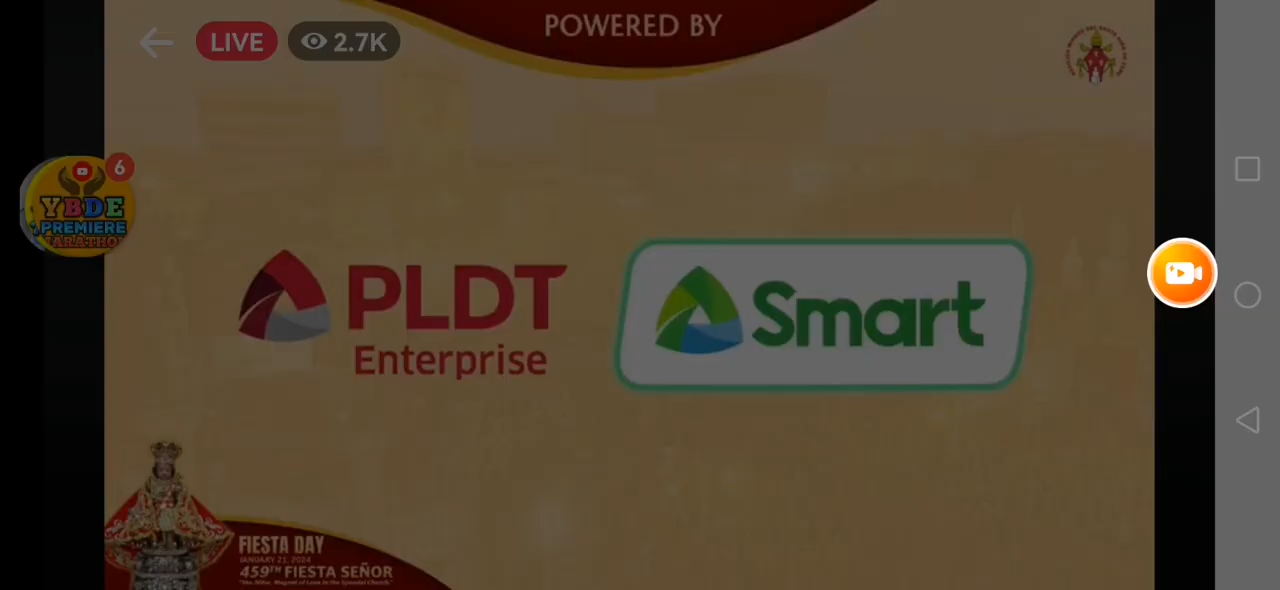 POWERED BY
LIVE
2.7K
6
YBDE
PREMIERE
MARATHON
PLDT
Enterprise
Smart
FIESTA DAY
JANUARY 21, 2024
459TH FIESTA SEÑOR